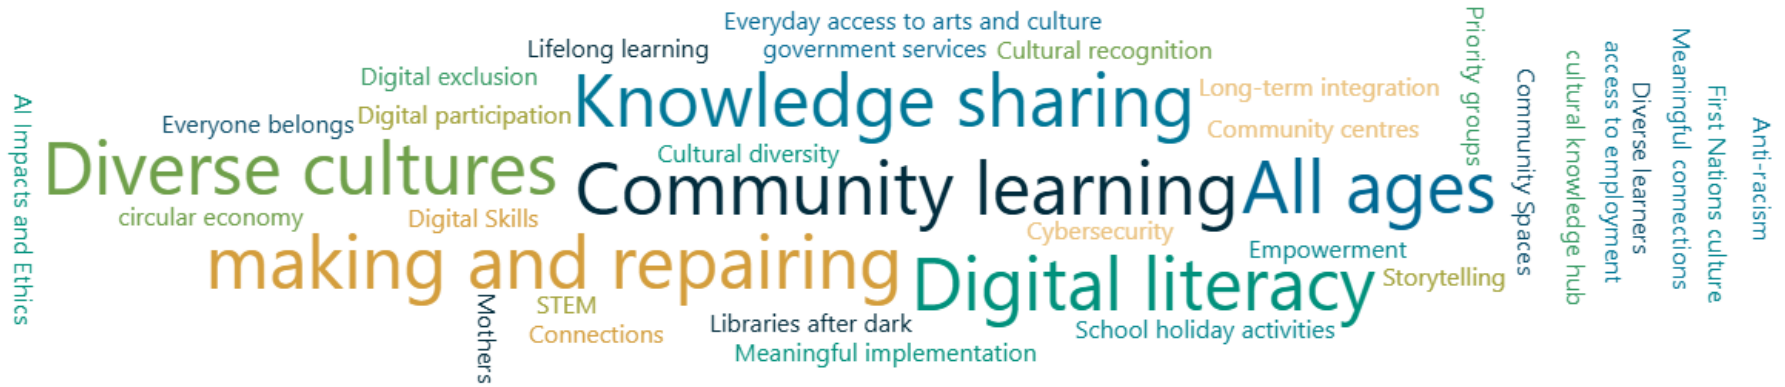 Everyday access to arts and culture
Lifelong learning
government services
Cultural recognition
Digital exclusion
Knowledge sharing
Long-term integration
Everyone belongs
Digital participation
Community centres
Diverse cultures
Cultural diversity
Community learning
All ages
circular economy
Digital Skills
Cybersecurity
making and repairing
Empowerment
Digital literacy
Storytelling
STEM
Connections
Libraries after dark
School holiday activities
Meaningful implementation
Mothers
AI Impacts and Ethics
Priority groups
Community Spaces
cultural knowledge hub
access to employment
Diverse learners
Meaningful connections
First Nations culture
Anti-racism